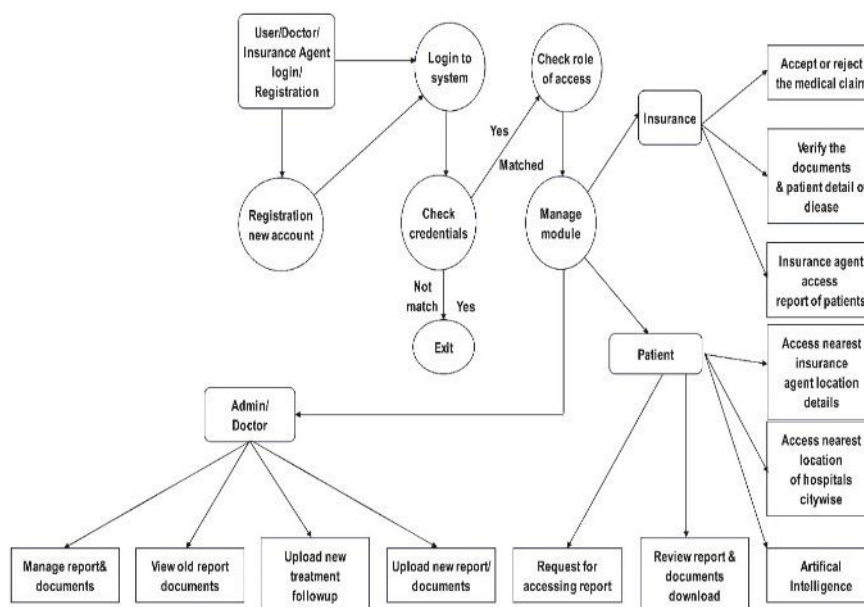 User/Doctor/
Insurance Agent
login/
Registration
Login to
system
Check role
of access
Accept or reject
the medical claim
Insurance
Yes
Matched
Verify the
documents
& patient detail of
diease
Registration
new account
Check
credentials
Manage
module
Insurance agent
access
report of patients
Not
match
Yes
Exit
Patient
Access nearest
insurance
agent location
details
Admin/
Doctor
Access nearest
location
of hospitals
citywise
Manage report&
documents
View old report
documents
Upload new
treatment
followup
Upload new report/
documents
Request for
accessing report
Review report &
documents
download
Artifical
Intelligence